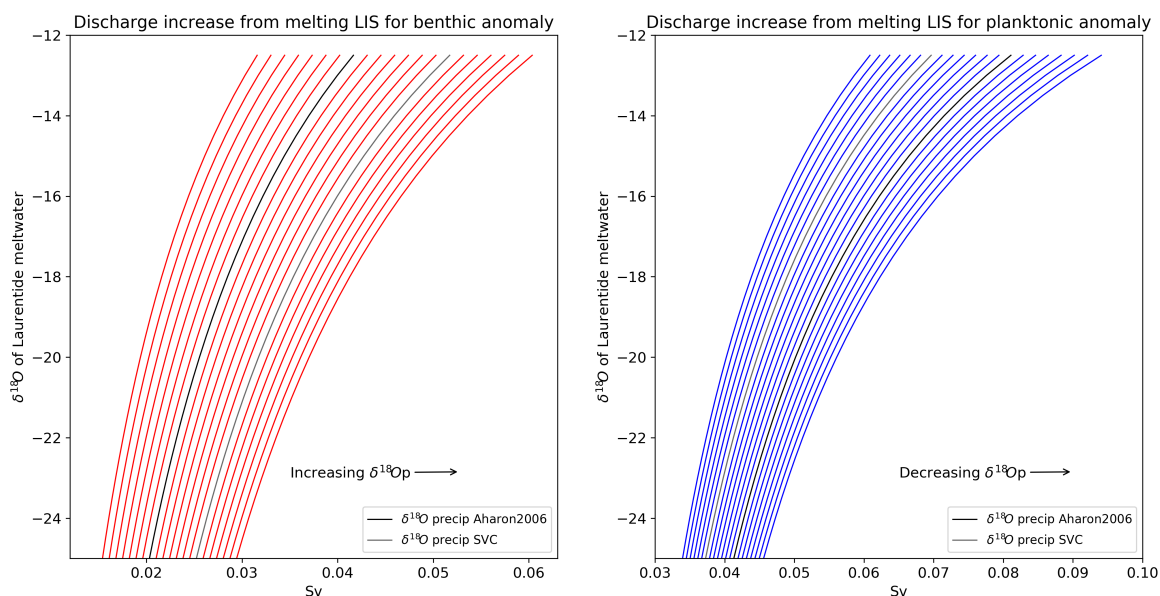 Discharge increase from melting LIS for benthic anomaly
−12
−14
−16
−18
−20
−22
−24
δ¹⁸O of Laurentide meltwater
Increasing δ¹⁸Op
δ¹⁸O precip Aharon2006
δ¹⁸O precip SVC
0.02 0.03 0.04 0.05 0.06
Sv
Discharge increase from melting LIS for planktonic anomaly
−12
−14
−16
−18
−20
−22
−24
δ¹⁸O of Laurentide meltwater
Decreasing δ¹⁸Op
δ¹⁸O precip Aharon2006
δ¹⁸O precip SVC
0.03 0.04 0.05 0.06 0.07 0.08 0.09 0.10
Sv